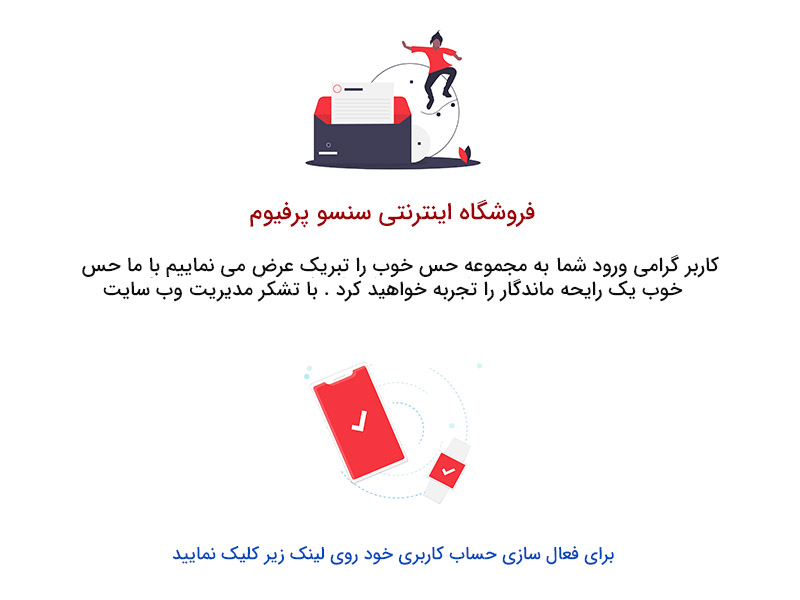 فروشگاه اینترنتی سنسو پرفیوم
کاربر گرامی ورود شما به مجموعه حس خوب را تبریک عرض می نماییم با ما حس
خوب یک رایحه ماندگار را تجربه خواهید کرد . با تشکر مدیریت وب سایت
برای فعال سازی حساب کاربری خود روی لینک زیر کلیک نمایید